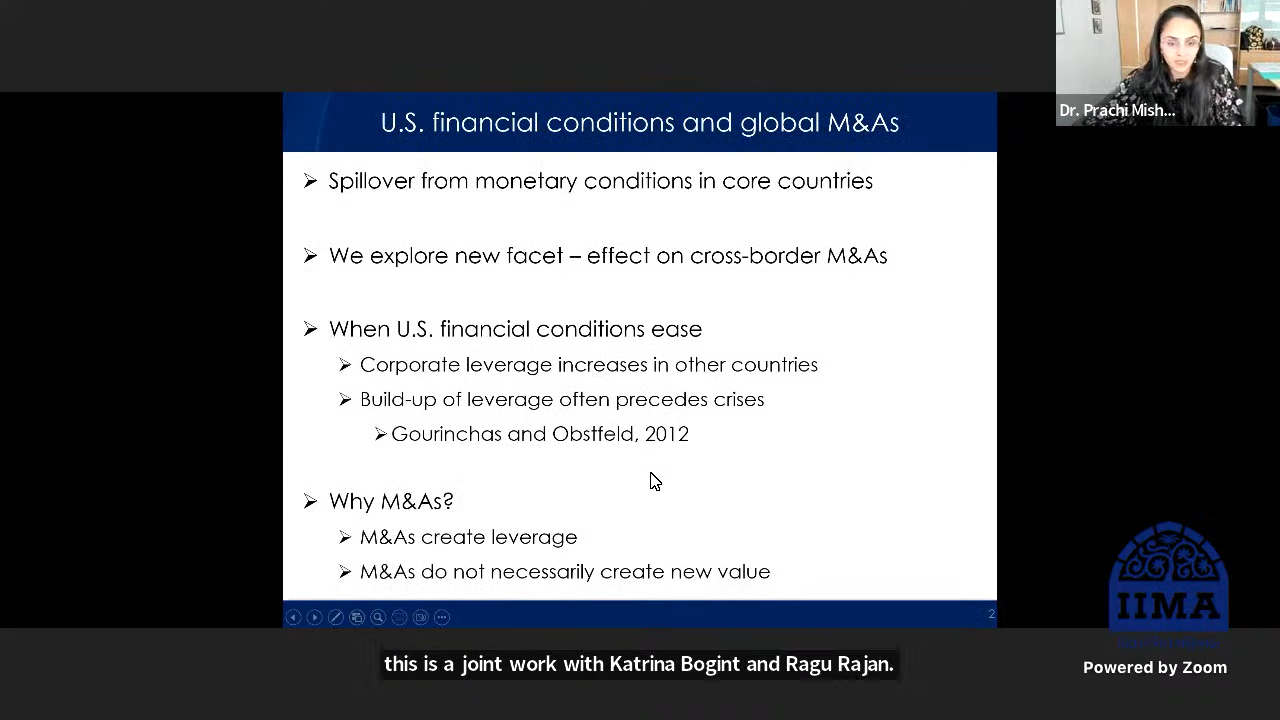 Dr. Prachi Mish...
U.S. financial conditions and global M&As
Spillover from monetary conditions in core countries
We explore new facet – effect on cross-border M&As
When U.S. financial conditions ease
Corporate leverage increases in other countries
Build-up of leverage often precedes crises
Gourinchas and Obstfeld, 2012
Why M&As?
M&As create leverage
M&As do not necessarily create new value
2
IIMA
this is a joint work with Katrina Bogint and Ragu Rajan.
Powered by Zoom